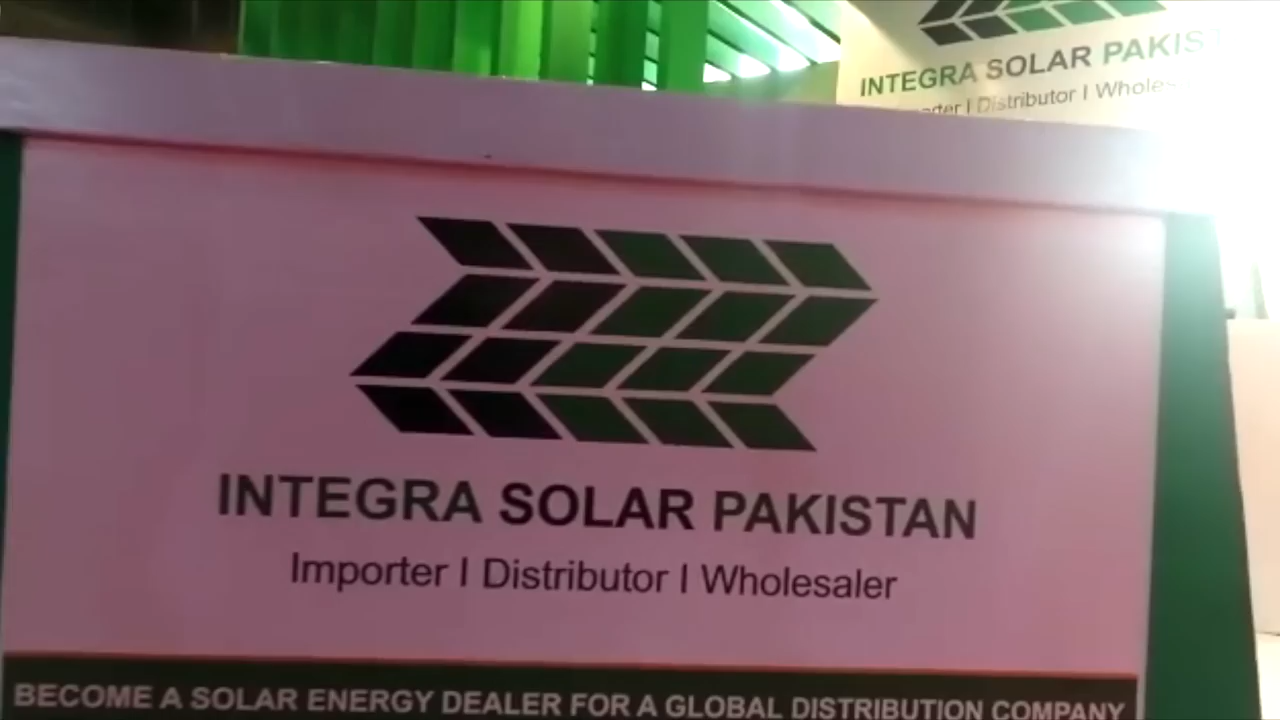 INTEGRA SOLAR PAKIST
Distributor I Wholes
INTEGRA SOLAR PAKISTAN
Importer I Distributor I Wholesaler
BECOME A SOLAR ENERGY DEALER FOR A GLOBAL DISTRIBUTION COMPANY